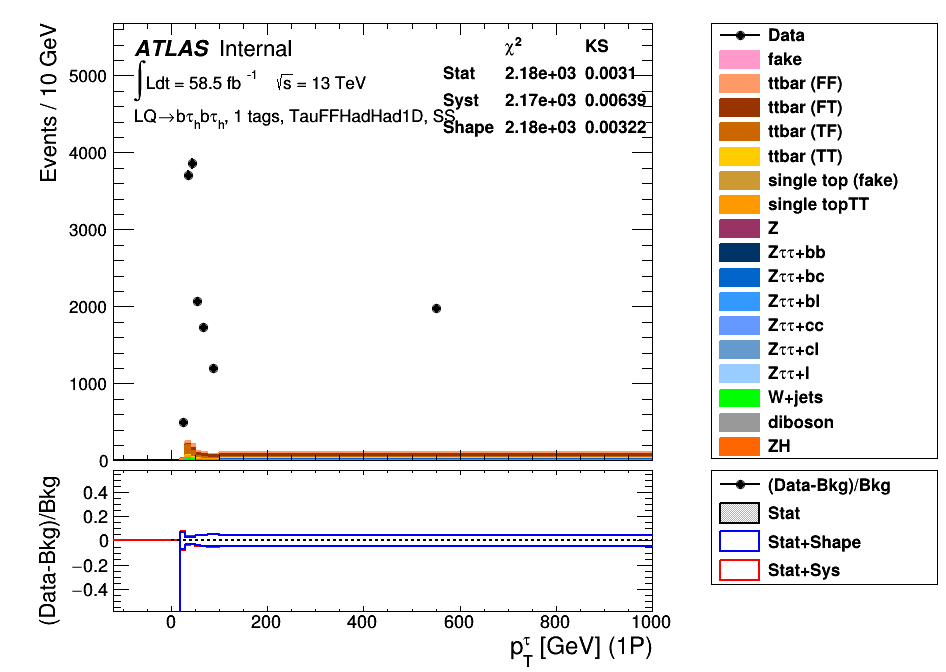 ATLAS Internal
∫Ldt = 58.5 fb⁻¹ √s = 13 TeV
LQ→bτₕbτₕ, 1 tags, TauFFHadHad1D, SS,
χ² KS
Stat 2.18e+03 0.0031
Syst 2.17e+03 0.00639
Shape 2.18e+03 0.00322
Events / 10 GeV
5000
4000
3000
2000
1000
0
(Data-Bkg)/Bkg
0.4
0.2
0
−0.2
−0.4
0 200 400 600 800 1000
p_T^τ [GeV] (1P)
Data
fake
ttbar (FF)
ttbar (FT)
ttbar (TF)
ttbar (TT)
single top (fake)
single topTT
Z
Zττ+bb
Zττ+bc
Zττ+bl
Zττ+cc
Zττ+cl
Zττ+l
W+jets
diboson
ZH
(Data-Bkg)/Bkg
Stat
Stat+Shape
Stat+Sys